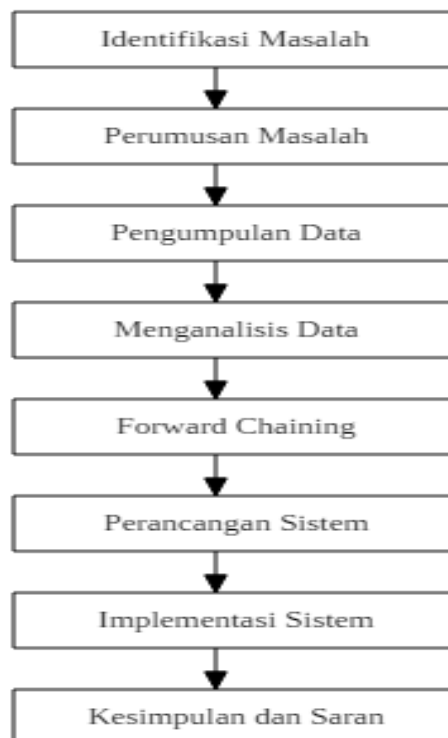 Identifikasi Masalah
Perumusan Masalah
Pengumpulan Data
Menganalisis Data
Forward Chaining
Perancangan Sistem
Implementasi Sistem
Kesimpulan dan Saran